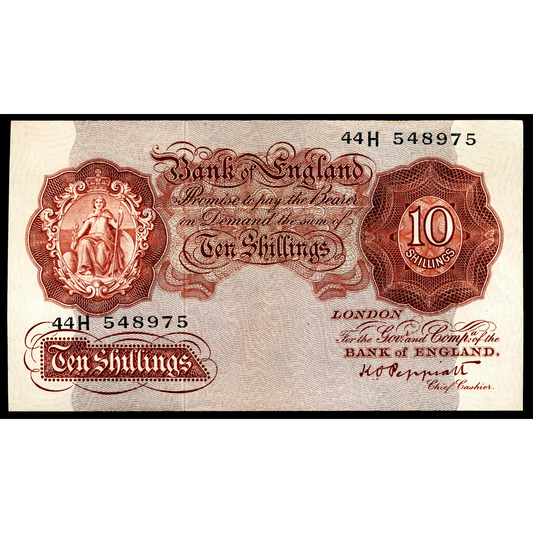 44H 548975
Bank of England
Promise to pay the Bearer
on Demand the sum of
Ten Shillings
10
SHILLINGS
44H 548975
Ten Shillings
LONDON
For the Govr. and Compa. of the
BANK of ENGLAND.
K O Peppiatt
Chief Cashier.